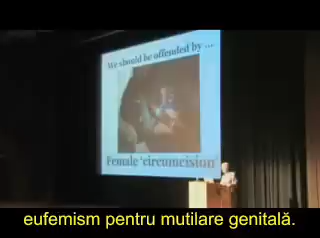 We should be offended by ...
Female 'circumcision'
eufemism pentru mutilare genitală.